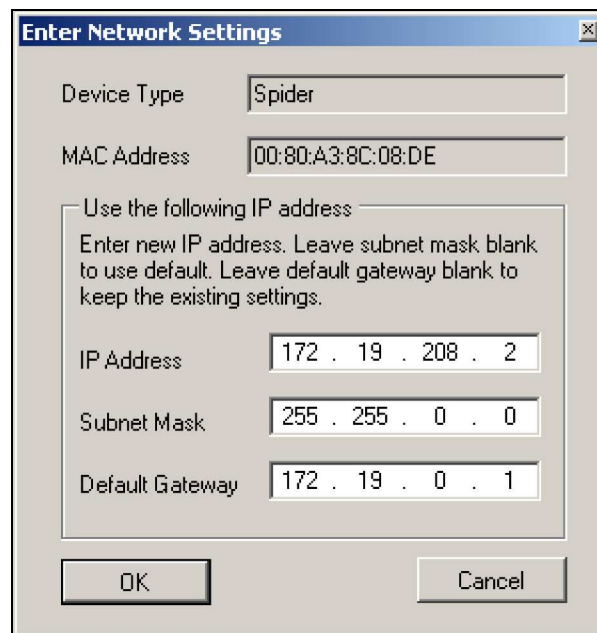 Enter Network Settings
Device Type Spider
MAC Address 00:80:A3:8C:08:DE
Use the following IP address
Enter new IP address. Leave subnet mask blank
to use default. Leave default gateway blank to
keep the existing settings.
IP Address 172 . 19 . 208 . 2
Subnet Mask 255 . 255 . 0 . 0
Default Gateway 172 . 19 . 0 . 1
OK Cancel